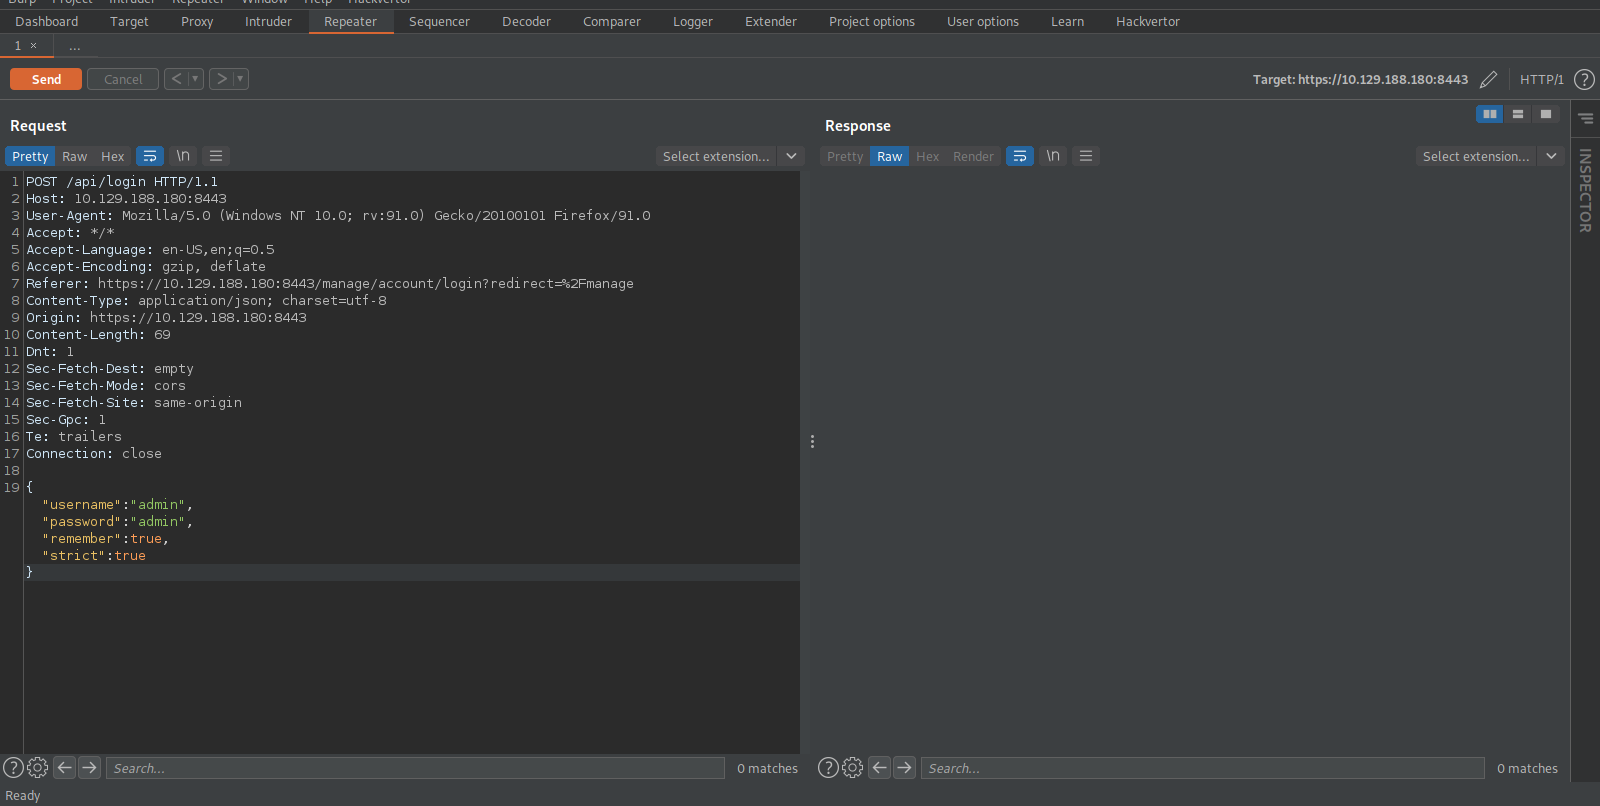 Burp Project Intruder Repeater Window Help Hackvertor
Dashboard Target Proxy Intruder Repeater Sequencer Decoder Comparer Logger Extender Project options User options Learn Hackvertor
1 × ...
Send Cancel < > Target: https://10.129.188.180:8443 HTTP/1 ?
Request
Pretty Raw Hex \n Select extension...
1 POST /api/login HTTP/1.1
2 Host: 10.129.188.180:8443
3 User-Agent: Mozilla/5.0 (Windows NT 10.0; rv:91.0) Gecko/20100101 Firefox/91.0
4 Accept: */*
5 Accept-Language: en-US,en;q=0.5
6 Accept-Encoding: gzip, deflate
7 Referer: https://10.129.188.180:8443/manage/account/login?redirect=%2Fmanage
8 Content-Type: application/json; charset=utf-8
9 Origin: https://10.129.188.180:8443
10 Content-Length: 69
11 Dnt: 1
12 Sec-Fetch-Dest: empty
13 Sec-Fetch-Mode: cors
14 Sec-Fetch-Site: same-origin
15 Sec-Gpc: 1
16 Te: trailers
17 Connection: close
18
19 {
"username":"admin",
"password":"admin",
"remember":true,
"strict":true
}
? Search... 0 matches
Response
Pretty Raw Hex Render \n Select extension...
? Search... 0 matches
INSPECTOR
Ready